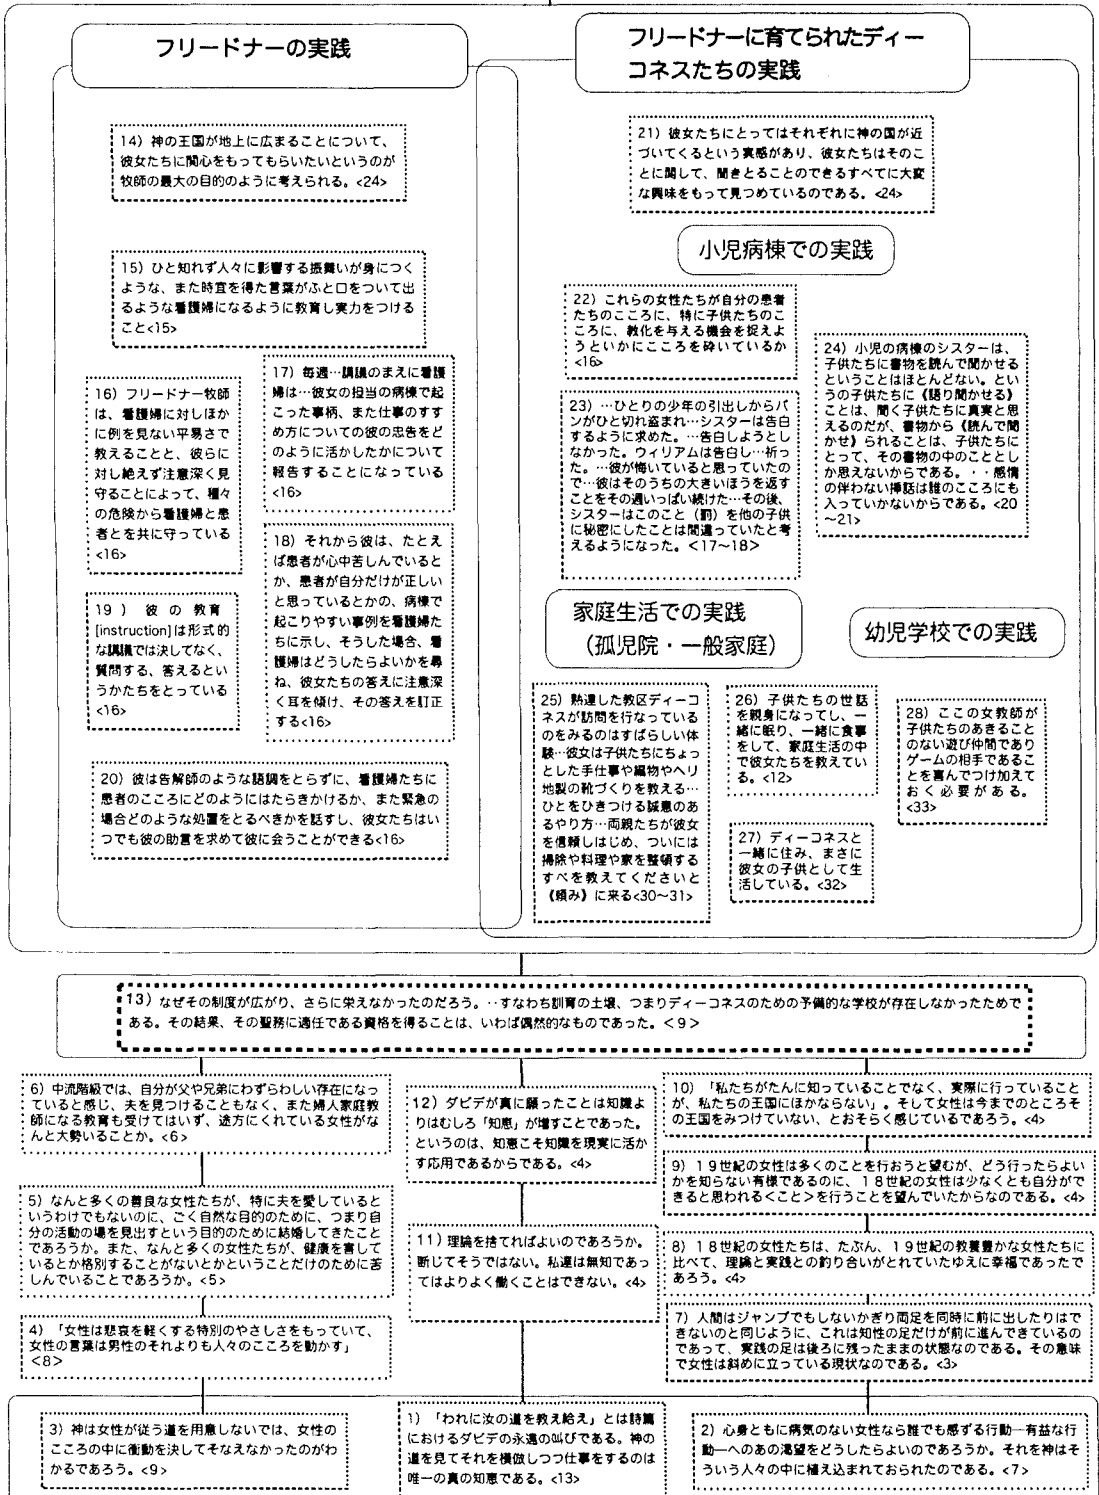 フリードナーの実践
14）神の王国が地上に広まることについて、
彼女たちに関心をもってもらいたいというのが
牧師の最大の目的のように考えられる。<24>
15）ひと知れず人々に影響する振舞いが身につく
ような、また時宜を得た言葉がふと口をついて出
るような看護婦になるように教育し実力をつける
こと<15>
16）フリードナー牧師
は、看護婦に対しほか
に例を見ない平易さで
教えることと、彼らに
対し絶えず注意深く見
守ることによって、種々
の危険から看護婦と患
者とを共に守っている
<16>
17）毎週…講議のまえに看護
婦は…彼女の担当の病棟で起
こった事柄、また仕事のすす
め方についての彼の忠告をど
のように活かしたかについて
報告することになっている
<16>
18）それから彼は、たとえ
ば患者が心中苦しんでいると
か、患者が自分だけが正しい
と思っているとかの、病棟で
起こりやすい事例を看護婦た
ちに示し、そうした場合、看
護婦はどうしたらよいかを尋
ね、彼女たちの答えに注意深
く耳を傾け、その答えを訂正
する<16>
19）彼の教育
[instruction]は形式的
な講議では決してなく、
質問する、答えるとい
うかたちをとっている
<16>
20）彼は告解師のような語調をとらずに、看護婦たちに
患者のこころにどのようにはたらきかけるか、また緊急の
場合どのような処置をとるべきかを話すし、彼女たちはい
つでも彼の助言を求めて彼に会うことができる<16>
フリードナーに育てられたディー
コネスたちの実践
21）彼女たちにとってはそれぞれに神の国が近
づいてくるという実感があり、彼女たちはそのこ
とに関して、聞きとることのできるすべてに大変
な興味をもって見つめているのである。<24>
小児病棟での実践
22）これらの女性たちが自分の患者
たちのこころに、特に子供たちのこ
ころに、教化を与える機会を捉えよ
うといかにこころを砕いているか
<16>
23）…ひとりの少年の引出しからパ
ンがひと切れ盗まれ…シスターは告白
するように求めた。…告白しようとし
なかった。ウィリアムは告白し…祈っ
た。…彼が悔いていると思っていたの
で…彼はそのうちの大きいほうを返す
ことをその週いっぱい続けた…その後、
シスターはこのこと（罰）を他の子供
に秘密にしたことは間違っていたと考
えるようになった。<17～18>
24）小児の病棟のシスターは、
子供たちに書物を読んで聞かせる
ということはほとんどない。とい
うの子供たちに《語り聞かせる》
ことは、聞く子供たちに真実と思
えるのだが、書物から《読んで聞
かせ》られることは、子供たちに
とって、その書物の中のこととし
か思えないからである。・・感情
の伴わない挿話は誰のこころにも
入っていかないからである。<20
～21>
家庭生活での実践
（孤児院・一般家庭）
25）熟達した教区ディーコ
ネスが訪問を行なっている
のをみるのはすばらしい体
験…彼女は子供たちにちょっ
とした手仕事や編物やヘリ
地製の靴づくりを教える…
ひとをひきつける誠意のあ
るやり方…両親たちが彼女
を信頼しはじめ、ついには
掃除や料理や家を整頓する
すべを教えてくださいと
《頼み》に来る<30～31>
26）子供たちの世話
を親身になってし、一
緒に眠り、一緒に食事
をして、家庭生活の中
で彼女たちを教えてい
る。<12>
27）ディーコネスと
一緒に住み、まさに
彼女の子供として生
活している。<32>
幼児学校での実践
28）ここの女教師が
子供たちのあきること
のない遊び仲間であり
ゲームの相手であるこ
とを喜んでつけ加えて
おく必要がある。
<33>
13）なぜその制度が広がり、さらに栄えなかったのだろう。‥すなわち訓育の土壌、つまりディーコネスのための予備的な学校が存在しなかったためで
ある。その結果、その聖務に適任である資格を得ることは、いわば偶然的なものであった。<9>
6）中流階級では、自分が父や兄弟にわずらわしい存在になっ
ていると感じ、夫を見つけることもなく、また婦人家庭教
師になる教育も受けてはいず、途方にくれている女性がな
んと大勢いることか。<6>
5）なんと多くの善良な女性たちが、特に夫を愛していると
いうわけでもないのに、ごく自然な目的のために、つまり自
分の活動の場を見出すという目的のために結婚してきたこと
であろうか。また、なんと多くの女性たちが、健康を害して
いるとか格別することがないとかということだけのために苦
しんでいることであろうか。<5>
4）「女性は悲哀を軽くする特別のやさしさをもっていて、
女性の言葉は男性のそれよりも人々のこころを動かす」
<8>
3）神は女性が従う道を用意しないでは、女性の
こころの中に衝動を決してそなえなかったのがわ
かるであろう。<9>
12）ダビデが真に願ったことは知識よ
りはむしろ「知恵」が増すことであった。
というのは、知恵こそ知識を現実に活か
す応用であるからである。<4>
11）理論を捨てればよいのであろうか。
断じてそうではない。私達は無知であっ
てはよりよく働くことはできない。<4>
1）「われに汝の道を教え給え」とは詩篇
におけるダビデの永遠の叫びである。神の
道を見てそれを模倣しつつ仕事をするのは
唯一の真の知恵である。<13>
10）「私たちがたんに知っていることでなく、実際に行っていること
が、私たちの王国にほかならない」。そして女性は今までのところそ
の王国をみつけていない、とおそらく感じているであろう。<4>
9）19世紀の女性は多くのことを行おうと望むが、どう行ったらよい
かを知らない有様であるのに、18世紀の女性は少なくとも自分がで
きると思われる<こと>を行うことを望んでいたからなのである。<4>
8）18世紀の女性たちは、たぶん、19世紀の教養豊かな女性たちに
比べて、理論と実践との釣り合いがとれていたゆえに幸福であったで
あろう。<4>
7）人間はジャンプでもしないかぎり両足を同時に前に出したりはで
きないのと同じように、これは知性の足だけが前に進んできているの
であって、実践の足は後ろに残ったままの状態なのである。その意味
で女性は斜めに立っている現状なのである。<3>
2）心身ともに病気のない女性なら誰でも感ずる行動―有益な行
動―へのあの渇望をどうしたらよいのであろうか。それを神はそ
ういう人々の中に植え込まれておられたのである。<7>